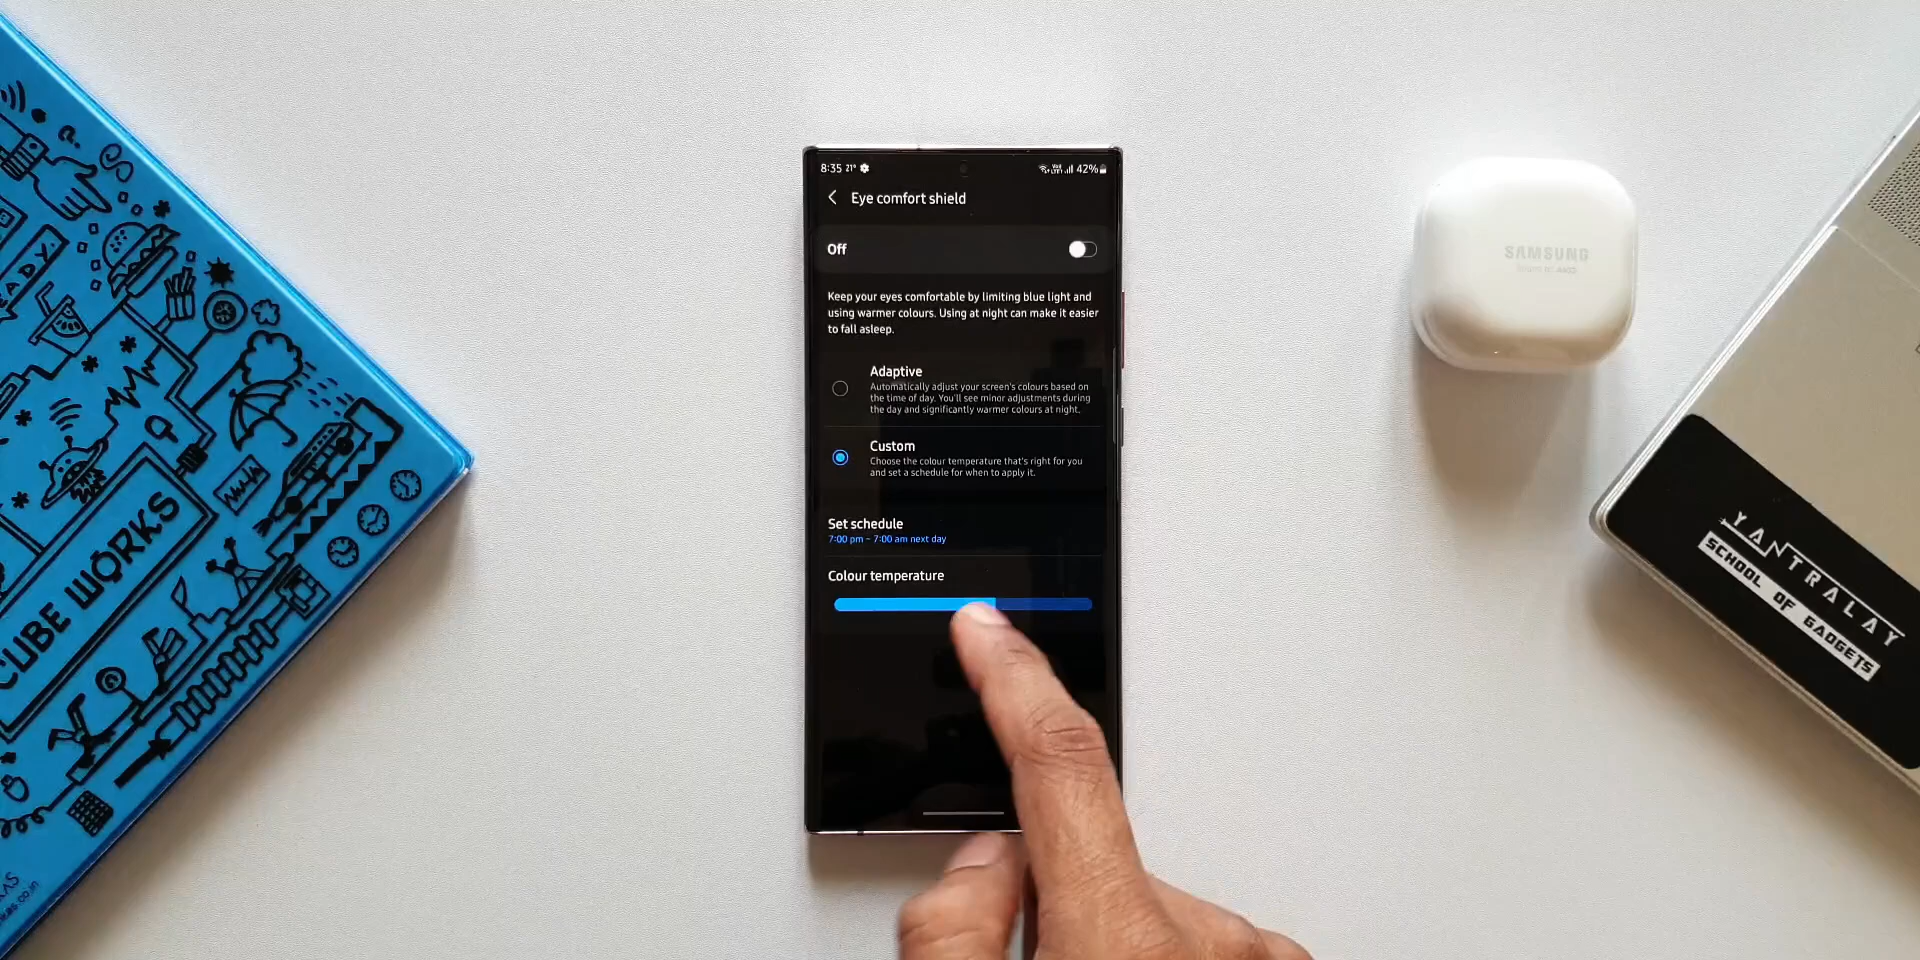 READY
CUBE WORKS
8:35 21°
42%
Eye comfort shield
Off
Keep your eyes comfortable by limiting blue light and
using warmer colours. Using at night can make it easier
to fall asleep.
Adaptive
Automatically adjust your screen's colours based on
the time of day. You'll see minor adjustments during
the day and significantly warmer colours at night.
Custom
Choose the colour temperature that's right for you
and set a schedule for when to apply it.
Set schedule
7:00 pm – 7:00 am next day
Colour temperature
SAMSUNG
YANTRALAY
SCHOOL OF GADGETS